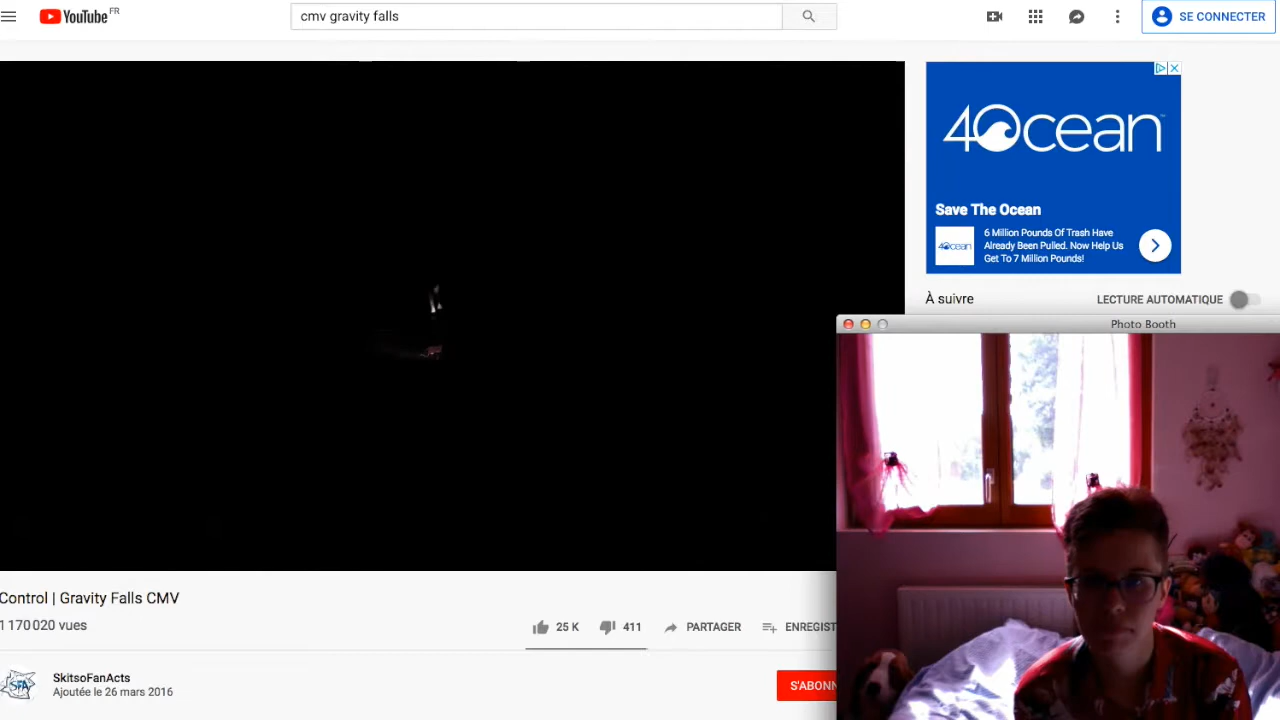 YouTube FR
cmv gravity falls
SE CONNECTER
4Ocean
Save The Ocean
4ocean
6 Million Pounds Of Trash Have
Already Been Pulled. Now Help Us
Get To 7 Million Pounds!
À suivre
LECTURE AUTOMATIQUE
Photo Booth
Control | Gravity Falls CMV
1 170 020 vues
25 K
411
PARTAGER
ENREGIST
SFA
SkitsoFanActs
Ajoutée le 26 mars 2016
S'ABONN